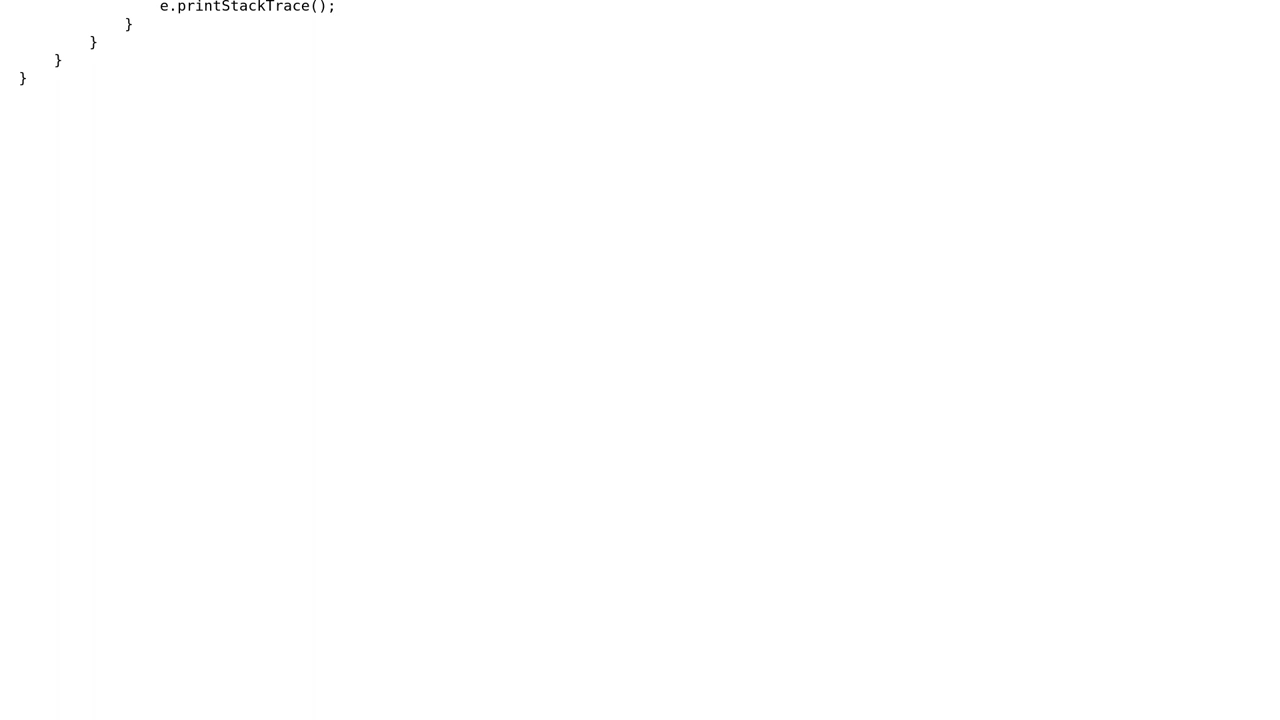 e.printStackTrace();
            }
        }
    }
}